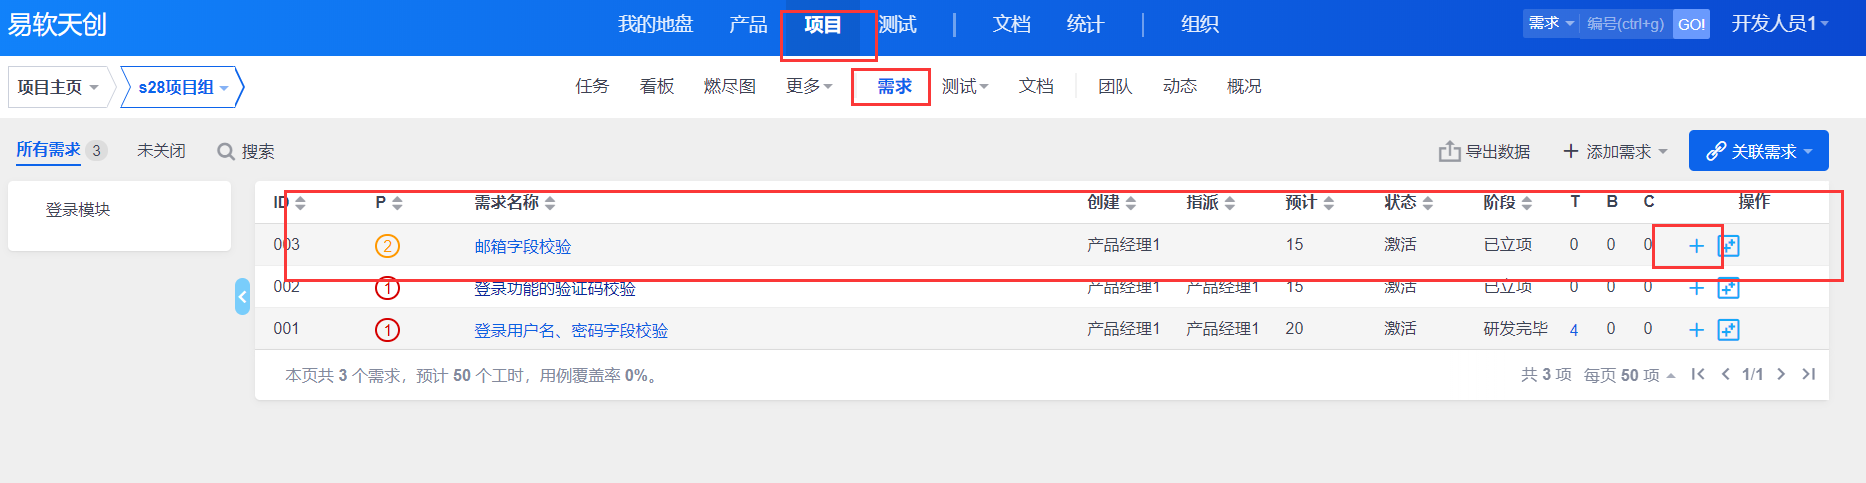 易软天创 我的地盘 产品 项目 测试 文档 统计 组织 需求 编号(ctrl+g) GO! 开发人员1
项目主页 s28项目组 任务 看板 燃尽图 更多 需求 测试 文档 团队 动态 概况
所有需求 3 未关闭 搜索 导出数据 添加需求 关联需求
登录模块
ID P 需求名称 创建 指派 预计 状态 阶段 T B C 操作
003 2 邮箱字段校验 产品经理1 15 激活 已立项 0 0 0
002 1 登录功能的验证码校验 产品经理1 产品经理1 15 激活 已立项 0 0 0
001 1 登录用户名、密码字段校验 产品经理1 产品经理1 20 激活 研发完毕 4 0 0
本页共 3 个需求，预计 50 个工时，用例覆盖率 0%。 共 3 项 每页 50 项 1/1